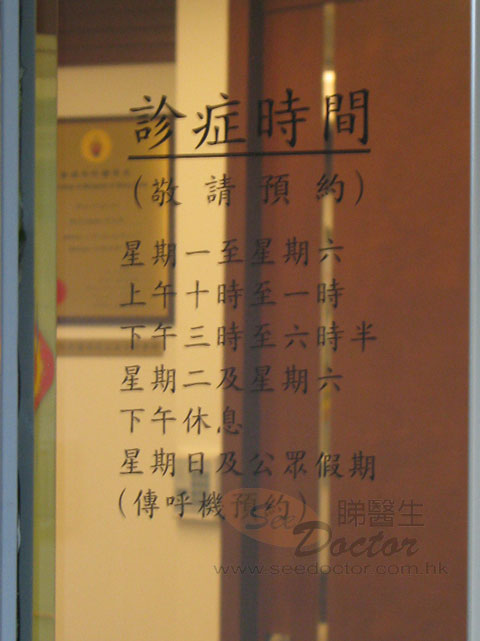 診症時間
(敬請預約)
星期一至星期六
上午十時至一時
下午三時至六時半
星期二及星期六
下午休息
星期日及公眾假期
(傳呼機預約)
See
睇醫生
Doctor
www.seedoctor.com.hk